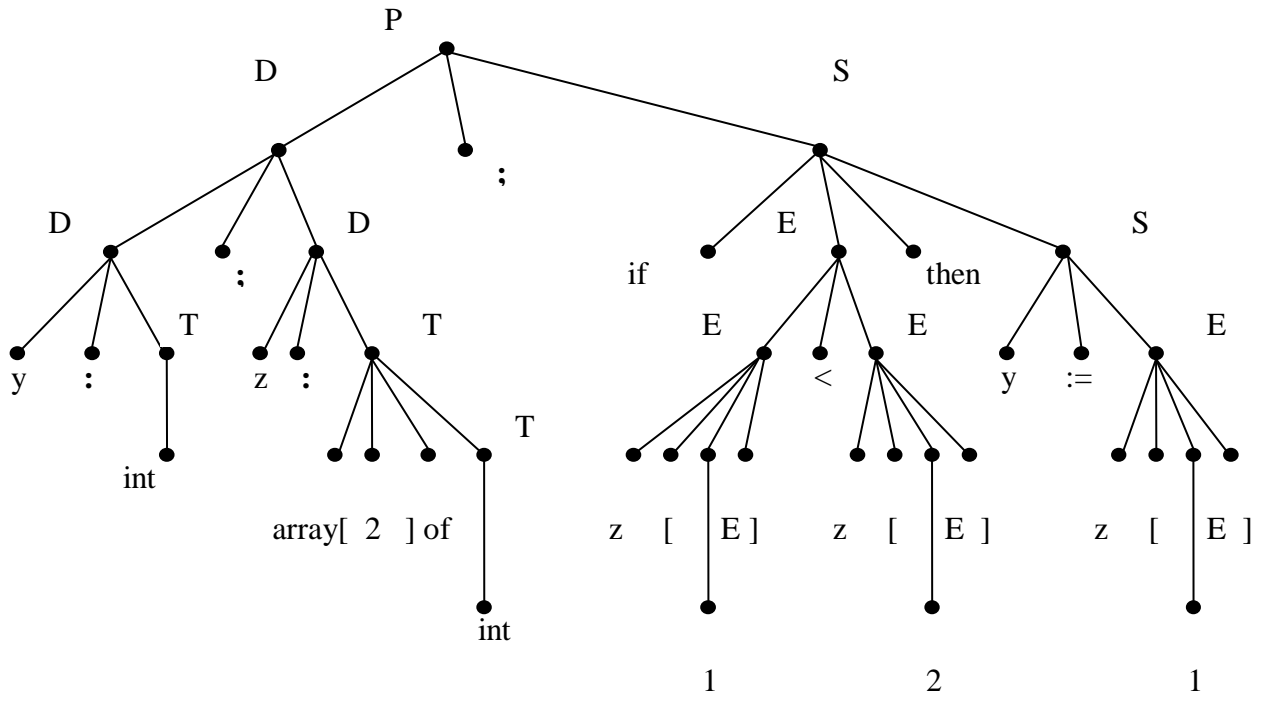 P
D S
;
D D E S
; if then
T T E E E
y : z : < y :=
T
int
array[ 2 ] of z [ E ] z [ E ] z [ E ]
int
1 2 1